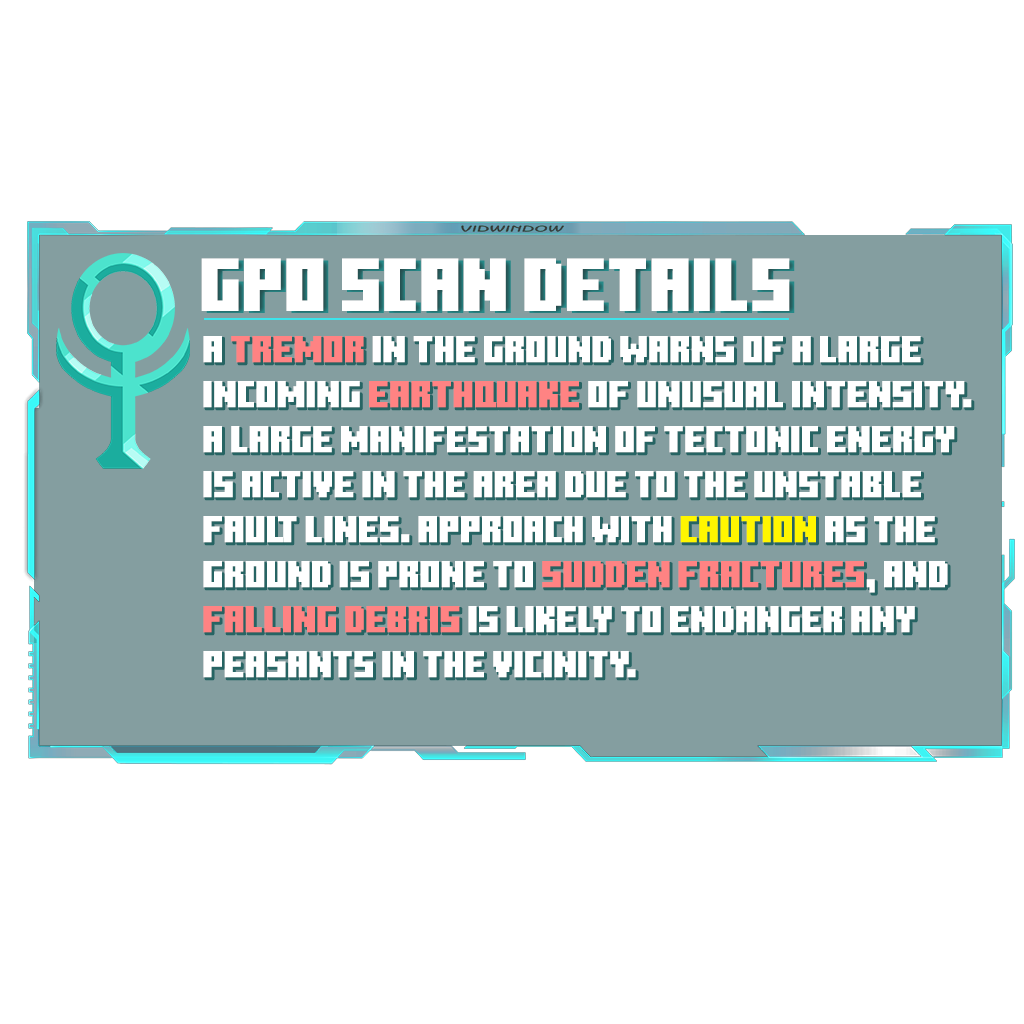 VIDWINDOW
GPO SCAN DETAILS
A TREMOR IN THE GROUND WARNS OF A LARGE
INCOMING EARTHQUAKE OF UNUSUAL INTENSITY.
A LARGE MANIFESTATION OF TECTONIC ENERGY
IS ACTIVE IN THE AREA DUE TO THE UNSTABLE
FAULT LINES. APPROACH WITH CAUTION AS THE
GROUND IS PRONE TO SUDDEN FRACTURES, AND
FALLING DEBRIS IS LIKELY TO ENDANGER ANY
PEASANTS IN THE VICINITY.